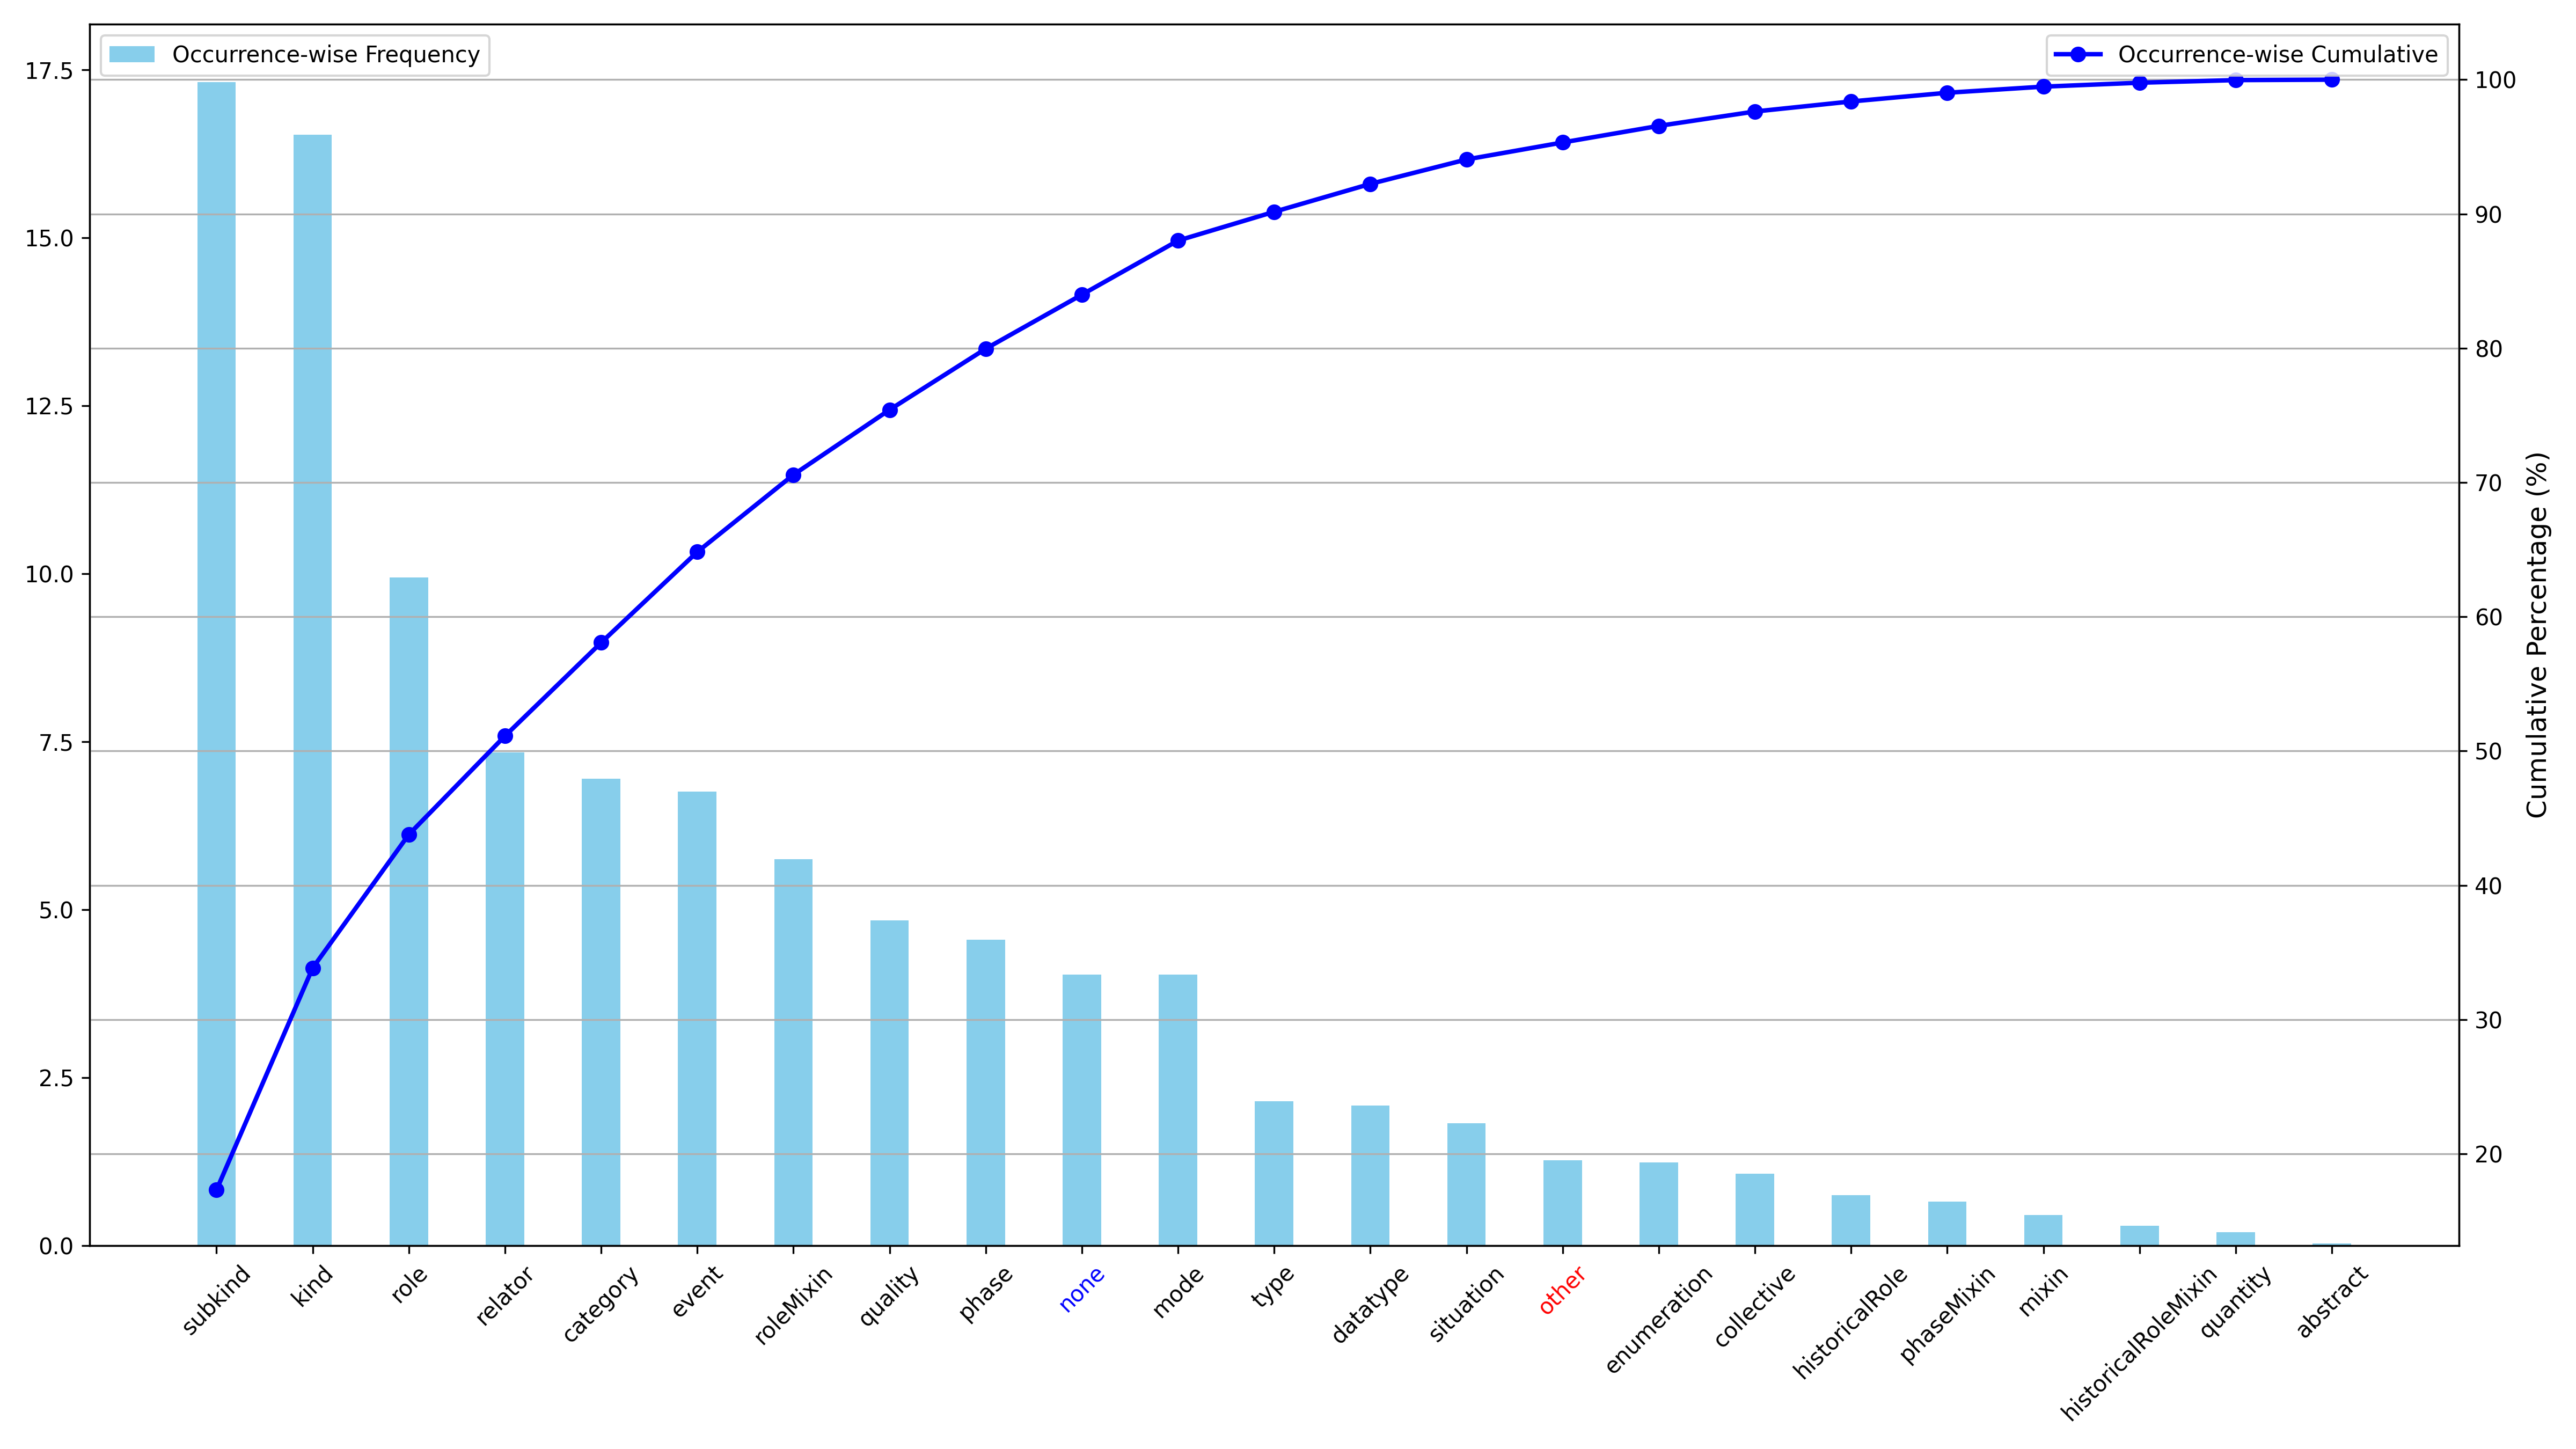 Occurrence-wise Frequency
Occurrence-wise Cumulative
17.5
15.0
12.5
10.0
7.5
5.0
2.5
0.0
100
90
80
70
60
50
40
30
20
Cumulative Percentage (%)
subkind
kind
role
relator
category
event
roleMixin
quality
phase
none
mode
type
datatype
situation
other
enumeration
collective
historicalRole
phaseMixin
mixin
historicalRoleMixin
quantity
abstract